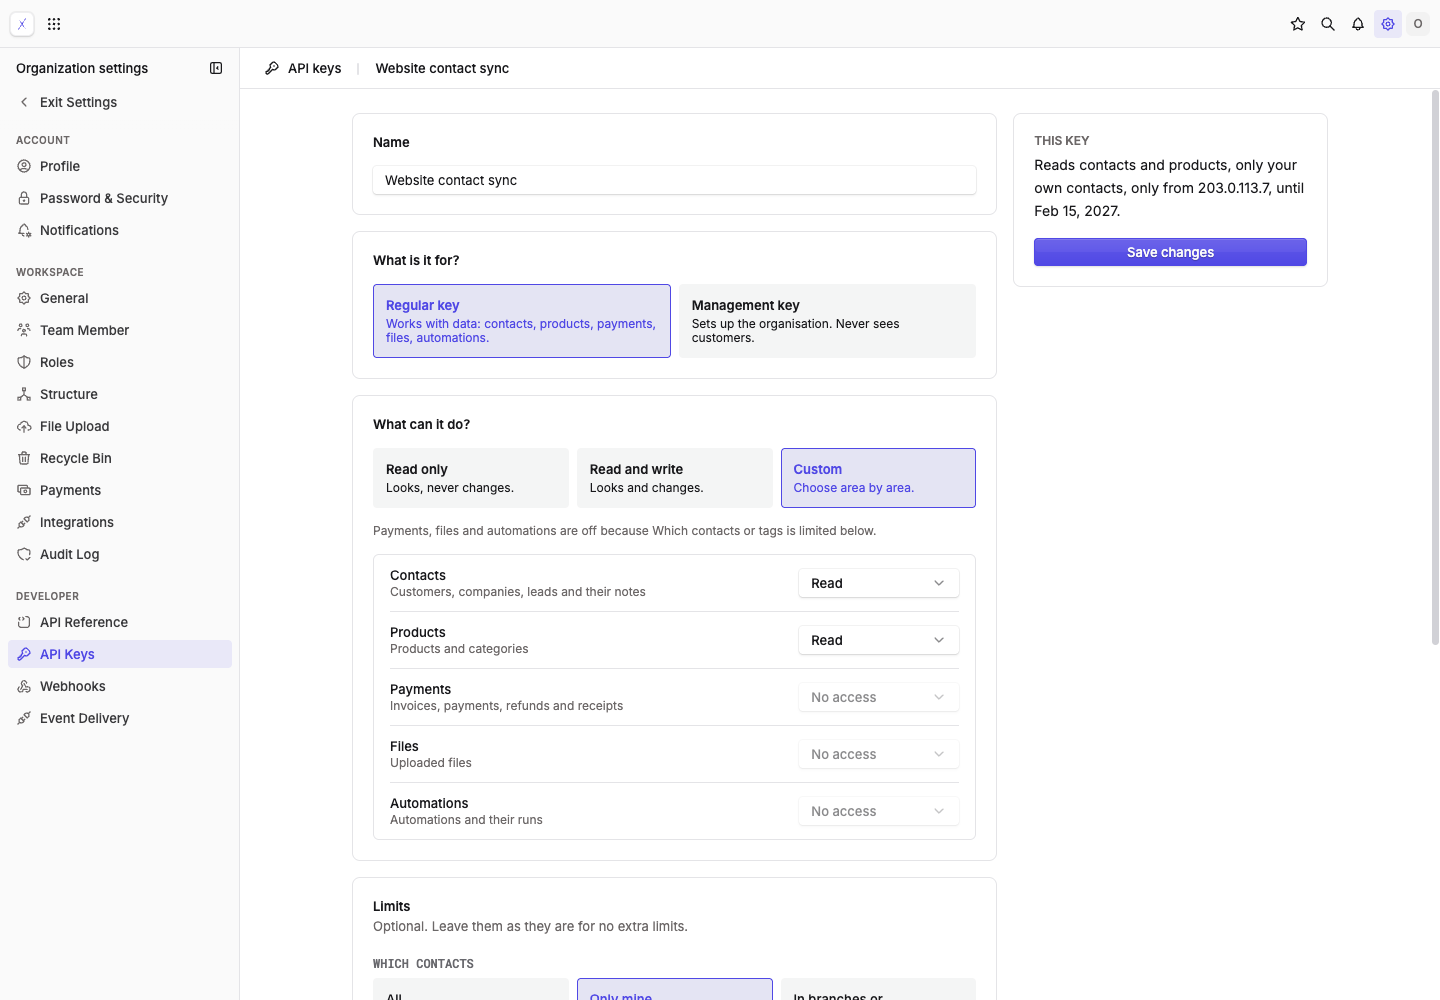 O
Organization settings
Exit Settings
ACCOUNT
Profile
Password & Security
Notifications
WORKSPACE
General
Team Member
Roles
Structure
File Upload
Recycle Bin
Payments
Integrations
Audit Log
DEVELOPER
API Reference
API Keys
Webhooks
Event Delivery
API keys | Website contact sync
Name
Website contact sync
What is it for?
Regular key
Works with data: contacts, products, payments,
files, automations.
Management key
Sets up the organisation. Never sees
customers.
What can it do?
Read only
Looks, never changes.
Read and write
Looks and changes.
Custom
Choose area by area.
Payments, files and automations are off because Which contacts or tags is limited below.
Contacts
Customers, companies, leads and their notes
Read
Products
Products and categories
Read
Payments
Invoices, payments, refunds and receipts
No access
Files
Uploaded files
No access
Automations
Automations and their runs
No access
Limits
Optional. Leave them as they are for no extra limits.
WHICH CONTACTS
All
Only mine
In branches or
THIS KEY
Reads contacts and products, only your
own contacts, only from 203.0.113.7, until
Feb 15, 2027.
Save changes